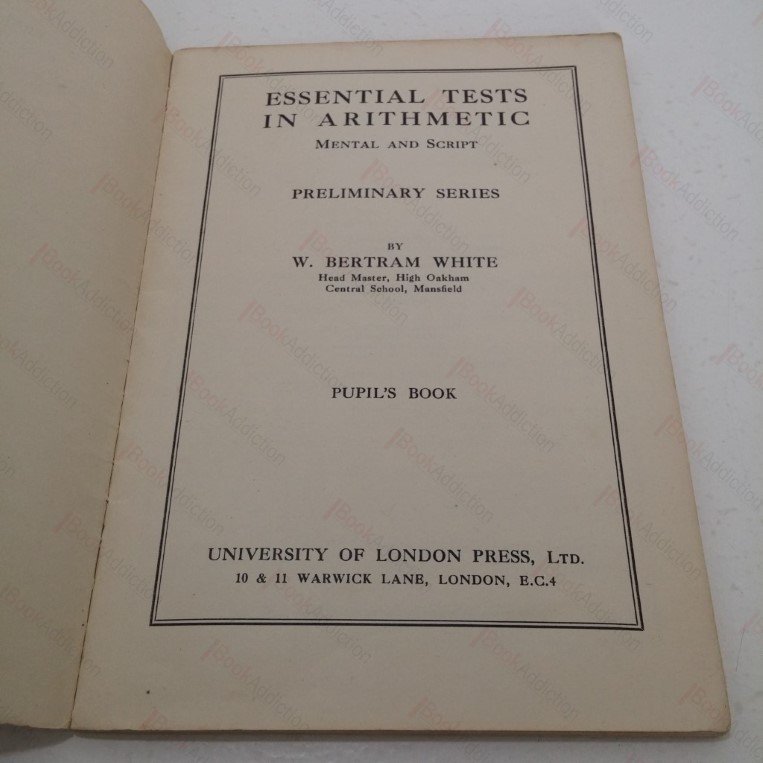 ESSENTIAL TESTS
IN ARITHMETIC
MENTAL AND SCRIPT
PRELIMINARY SERIES
BY
W. BERTRAM WHITE
Head Master, High Oakham
Central School, Mansfield
PUPIL'S BOOK
UNIVERSITY OF LONDON PRESS, LTD.
10 & 11 WARWICK LANE, LONDON, E.C.4
BookAddiction